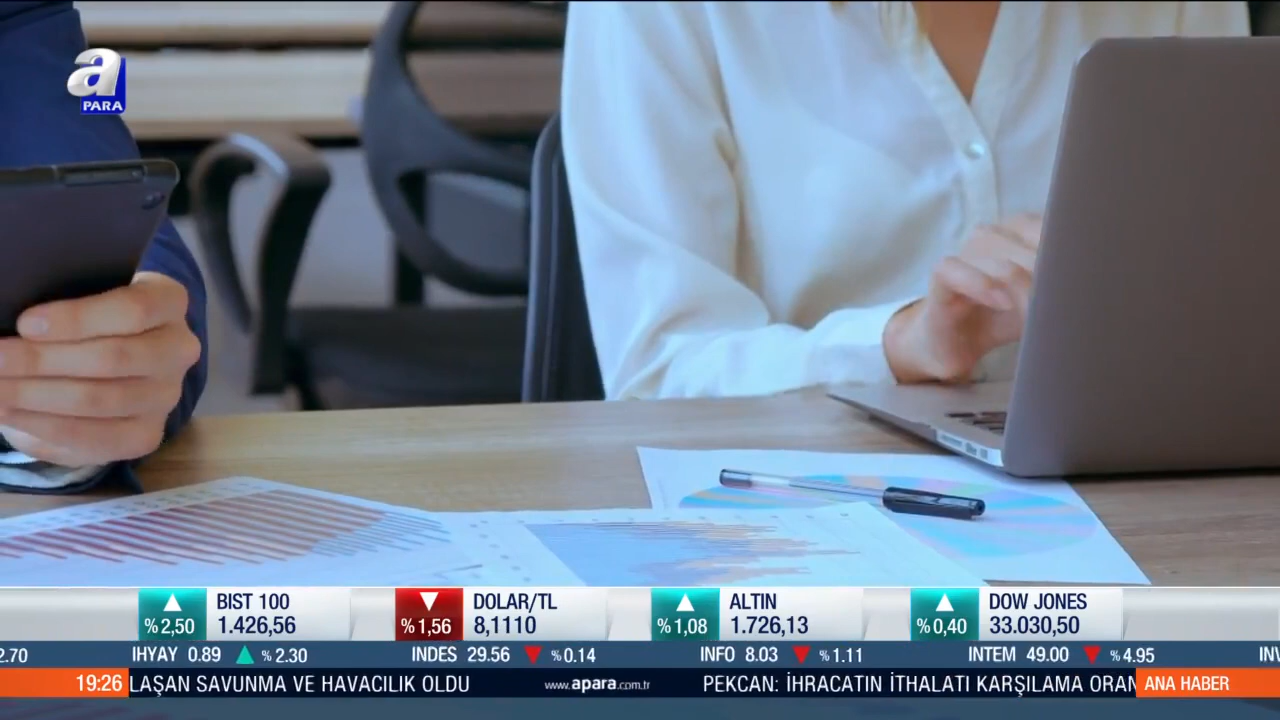 a
PARA
BIST 100
%2,50
1.426,56
DOLAR/TL
%1,56
8,1110
ALTIN
%1,08
1.726,13
DOW JONES
%0,40
33.030,50
2.70
IHYAY 0.89 %2.30
INDES 29.56 %0.14
INFO 8.03 %1.11
INTEM 49.00 %4.95
INV
19:26
LAŞAN SAVUNMA VE HAVACILIK OLDU
www.apara.com.tr
PEKCAN: İHRACATIN İTHALATI KARŞILAMA ORAN
ANA HABER